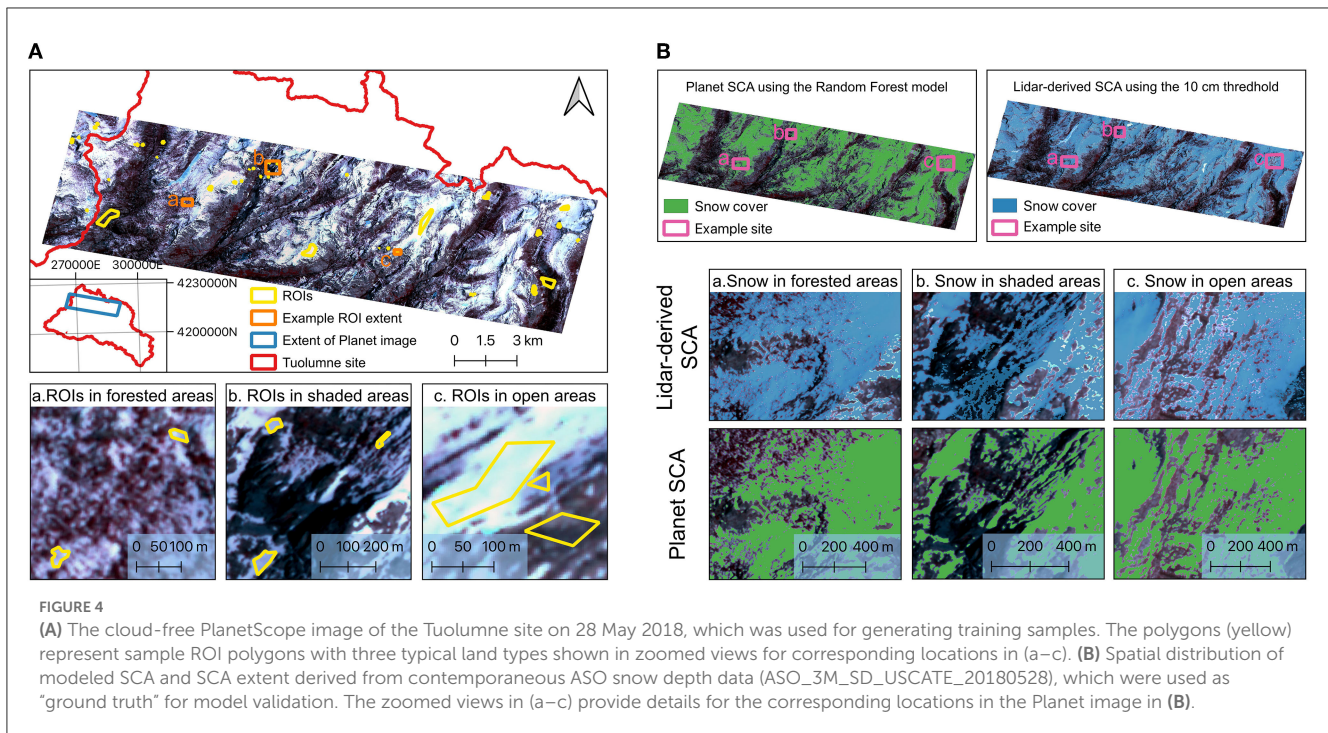 A
b
a
c
270000E 300000E
4230000N
4200000N
ROIs
Example ROI extent
Extent of Planet image
Tuolumne site
0 1.5 3 km
a.ROIs in forested areas
b. ROIs in shaded areas
c. ROIs in open areas
0 50 100 m
0 100 200 m
0 50 100 m
B
Planet SCA using the Random Forest model
b
a
c
Snow cover
Example site
Lidar-derived SCA using the 10 cm thredhold
b
a
c
Snow cover
Example site
a.Snow in forested areas
b. Snow in shaded areas
c. Snow in open areas
Lidar-derived
SCA
Planet SCA
0 200 400 m
0 200 400 m
0 200 400 m
FIGURE 4
(A) The cloud-free PlanetScope image of the Tuolumne site on 28 May 2018, which was used for generating training samples. The polygons (yellow)
represent sample ROI polygons with three typical land types shown in zoomed views for corresponding locations in (a–c). (B) Spatial distribution of
modeled SCA and SCA extent derived from contemporaneous ASO snow depth data (ASO_3M_SD_USCATE_20180528), which were used as
“ground truth” for model validation. The zoomed views in (a–c) provide details for the corresponding locations in the Planet image in (B).